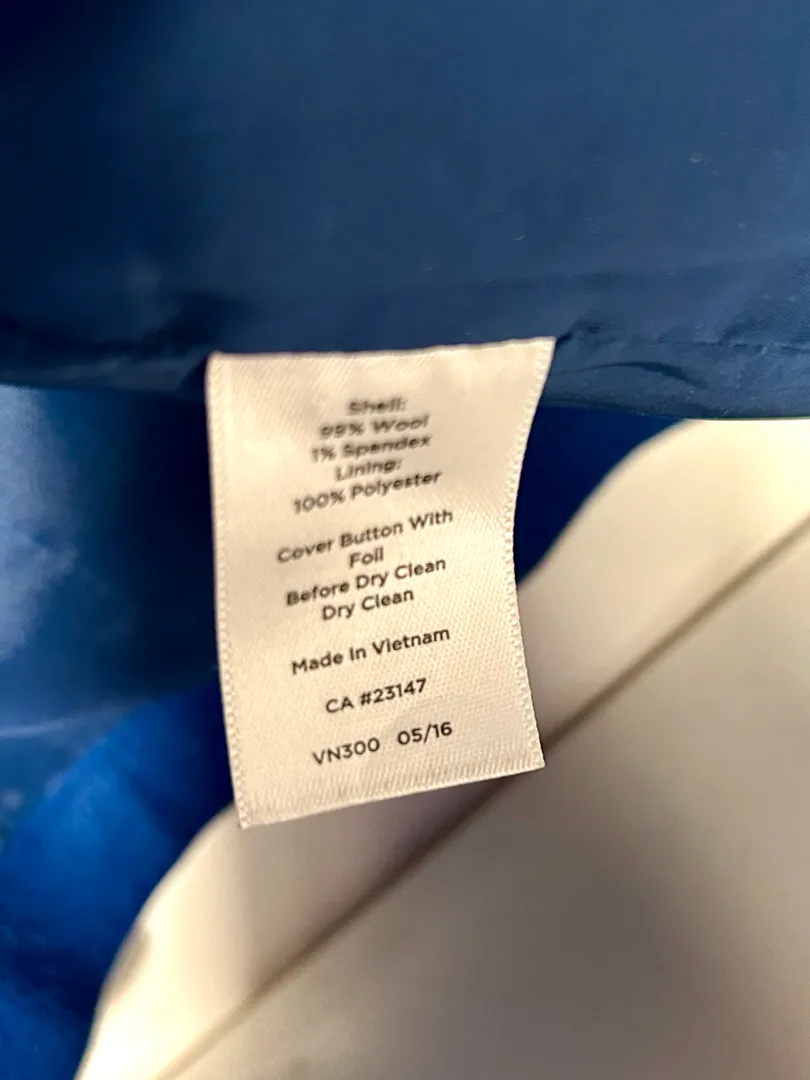 Shell:
99% Wool
1% Spandex
Lining:
100% Polyester
Cover Button With
Foil
Before Dry Clean
Dry Clean
Made In Vietnam
CA #23147
VN300 05/16